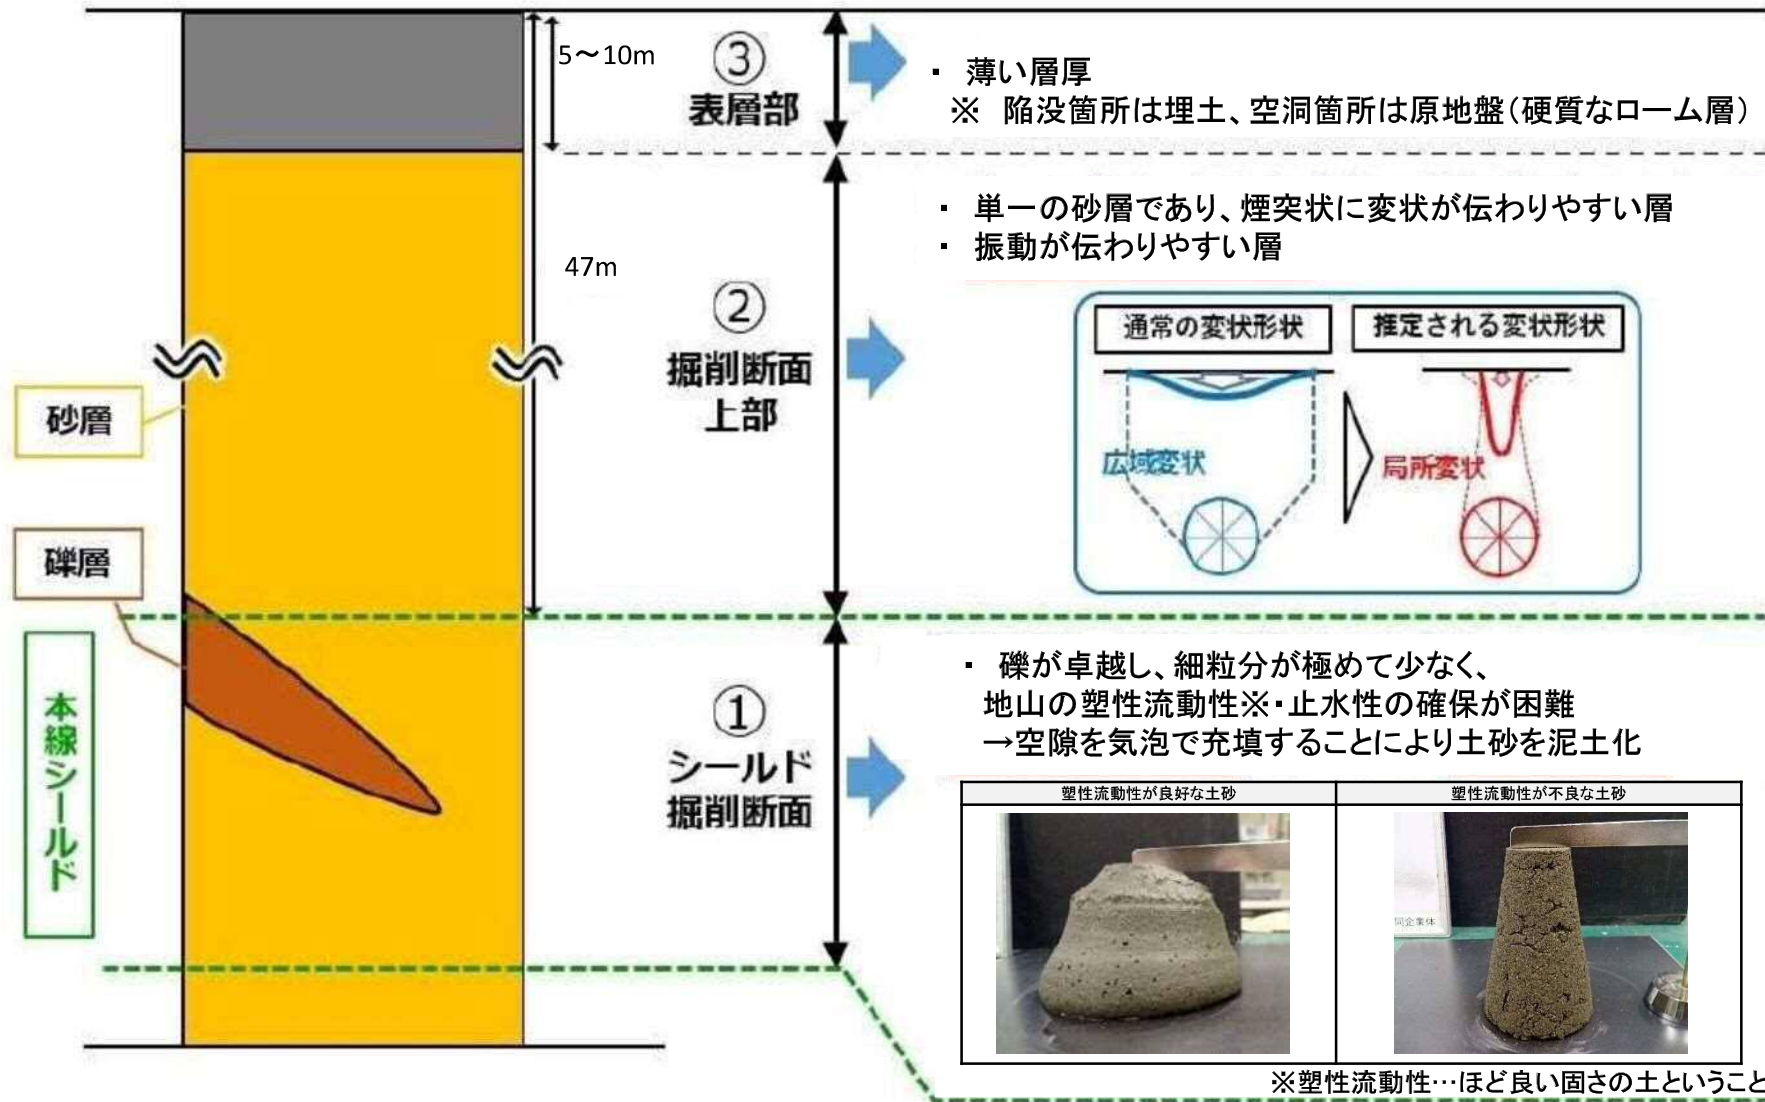 5～10m
③
表層部
・ 薄い層厚
※ 陥没箇所は埋土、空洞箇所は原地盤(硬質なローム層)
47m
②
掘削断面
上部
・ 単一の砂層であり、煙突状に変状が伝わりやすい層
・ 振動が伝わりやすい層
通常の変状形状
推定される変状形状
広域変状
局所変状
砂層
礫層
本線シールド
①
シールド
掘削断面
・ 礫が卓越し、細粒分が極めて少なく、
地山の塑性流動性※・止水性の確保が困難
→空隙を気泡で充填することにより土砂を泥土化
塑性流動性が良好な土砂
塑性流動性が不良な土砂
同企業体
※塑性流動性…ほど良い固さの土ということ